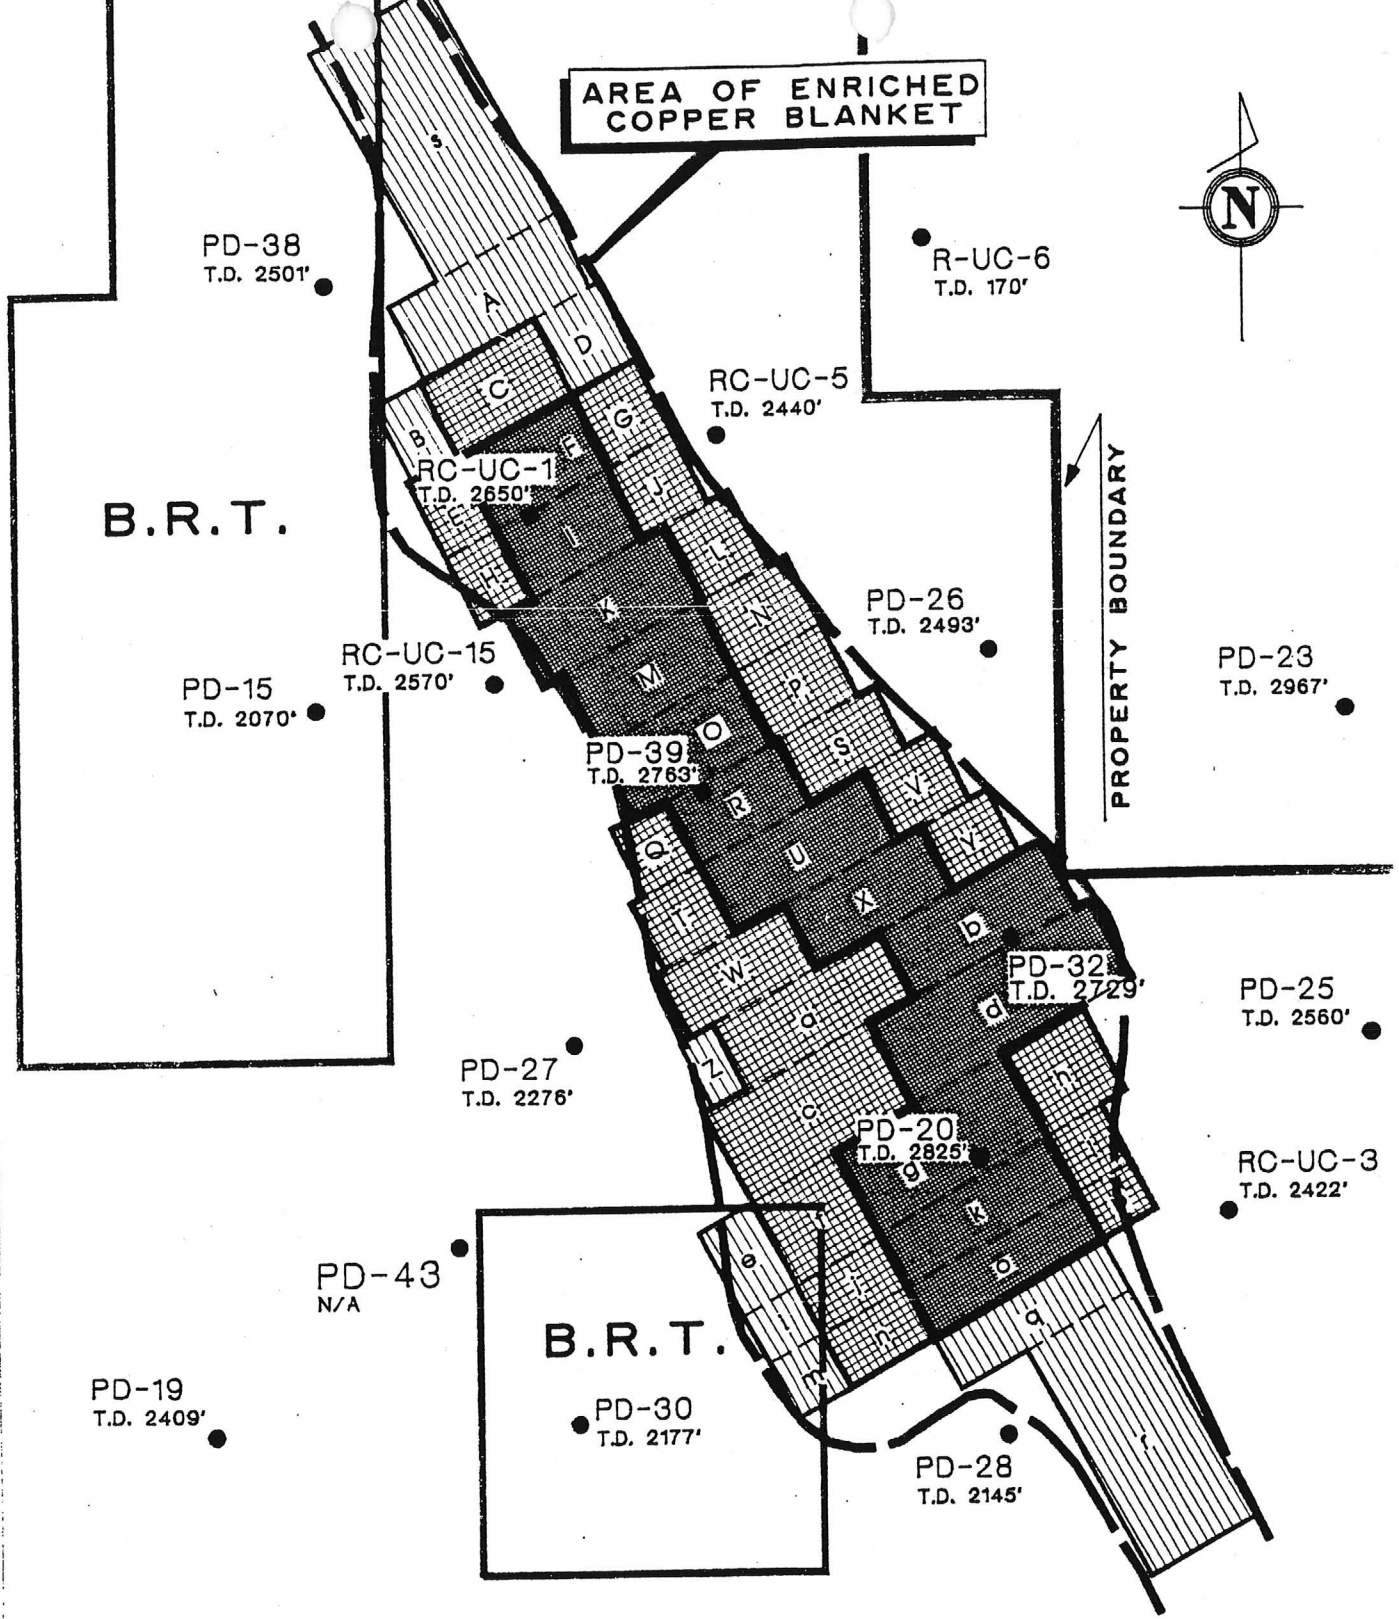 AREA OF ENRICHED
COPPER BLANKET
N
s
PD-38
T.D. 2501'
R-UC-6
T.D. 170'
A
D
C
RC-UC-5
T.D. 2440'
G
B
F
RC-UC-1
T.D. 2650'
J
B.R.T.
I
L
H
K
N
PROPERTY BOUNDARY
PD-26
T.D. 2493'
RC-UC-15
T.D. 2570'
M
P
PD-15
T.D. 2070'
PD-23
T.D. 2967'
O
S
PD-39
T.D. 2763'
V
R
Q
U
Y
X
T
b
W
PD-32
T.D. 2729'
d
a
PD-25
T.D. 2560'
Z
PD-27
T.D. 2276'
h
c
PD-20
T.D. 2825'
g
RC-UC-3
T.D. 2422'
k
PD-43
N/A
e
o
j
i
q
n
B.R.T.
m
PD-19
T.D. 2409'
PD-30
T.D. 2177'
r
PD-28
T.D. 2145'